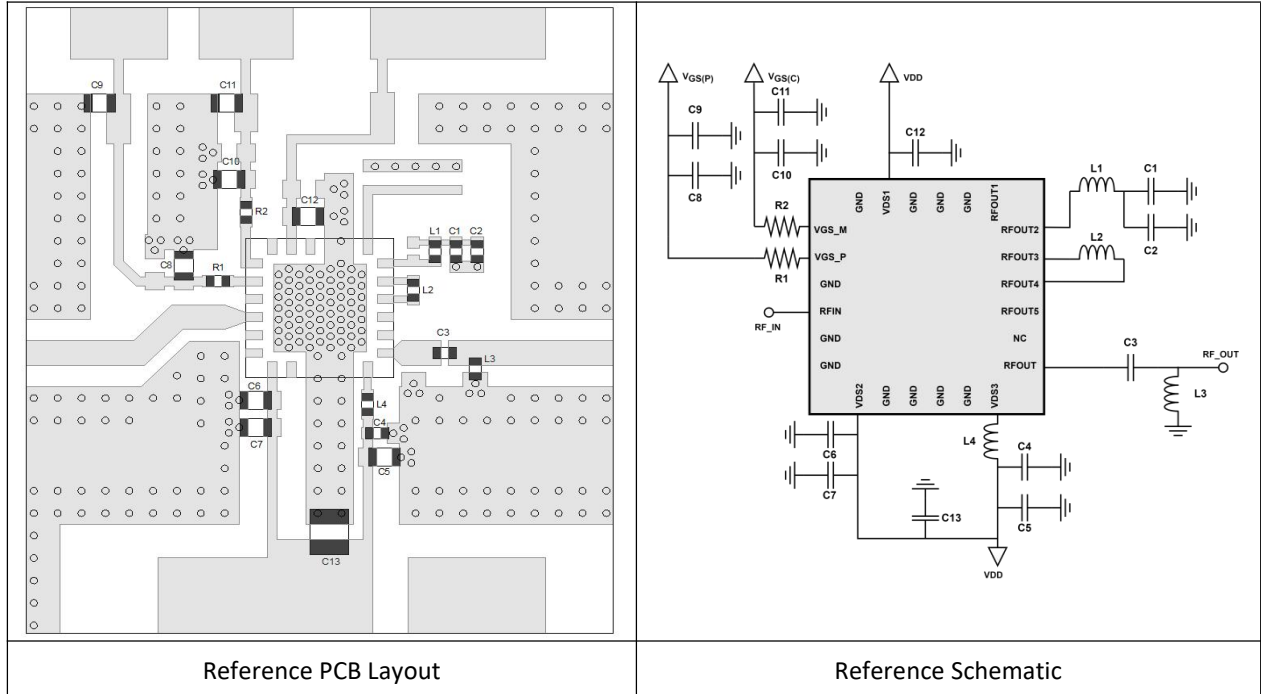 C9
C11
C10
R2
C12
C8
R1
L1
C1
C2
L2
C3
L3
C6
C7
L4
C4
C5
C13
Reference PCB Layout
VGS(P)
VGS(C)
VDD
C11
C9
C12
C10
C8
L1
C1
C2
L2
R2
R1
GND
VDS1
GND
GND
GND
RFOUT1
VGS_M
VGS_P
GND
RFIN
GND
GND
RFOUT2
RFOUT3
RFOUT4
RFOUT5
NC
RFOUT
VDS2
GND
GND
GND
GND
VDS3
RF_IN
C3
RF_OUT
L3
C6
C7
L4
C4
C5
C13
VDD
Reference Schematic